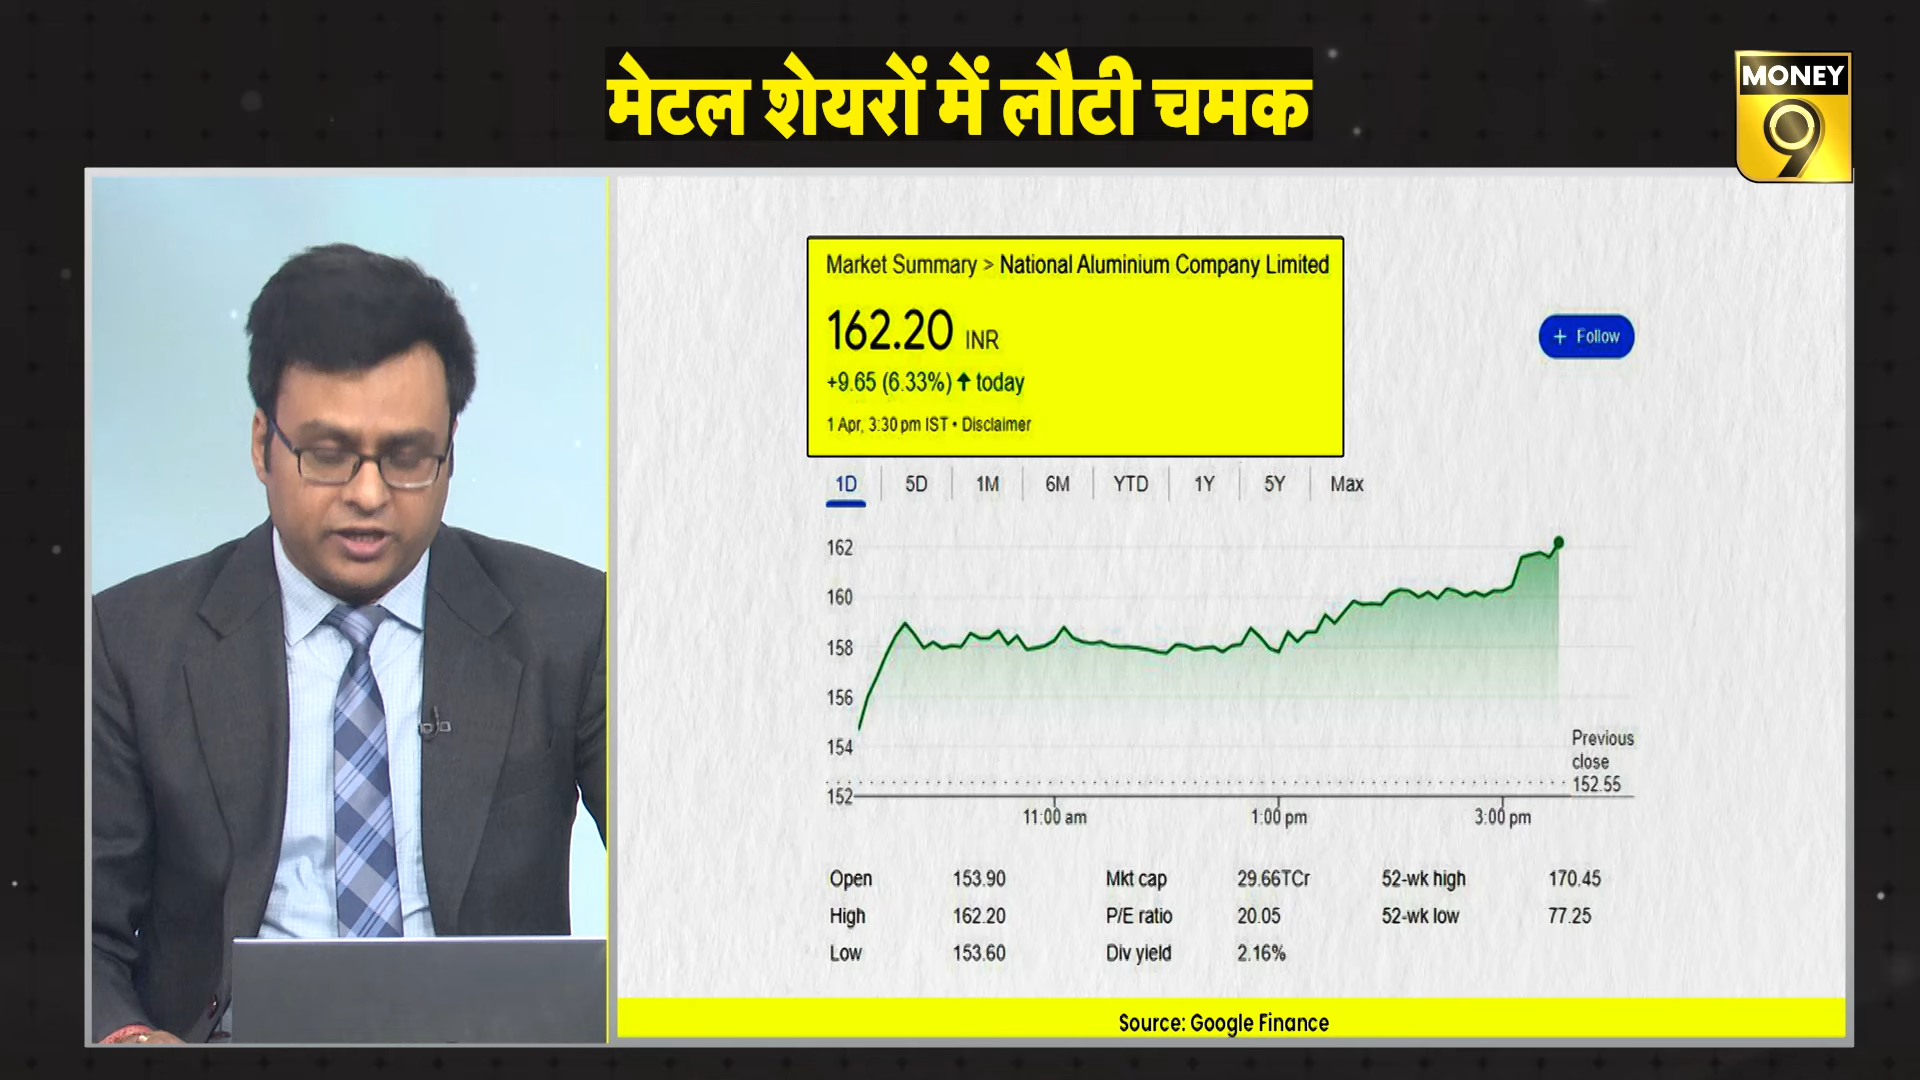 मेटल शेयरों में लौटी चमक
MONEY
9
Market Summary > National Aluminium Company Limited
162.20 INR
+9.65 (6.33%) ↑ today
1 Apr, 3:30 pm IST • Disclaimer
+ Follow
1D 5D 1M 6M YTD 1Y 5Y Max
162
160
158
156
154
152
Previous
close
152.55
11:00 am 1:00 pm 3:00 pm
Open 153.90 Mkt cap 29.66TCr 52-wk high 170.45
High 162.20 P/E ratio 20.05 52-wk low 77.25
Low 153.60 Div yield 2.16%
Source: Google Finance